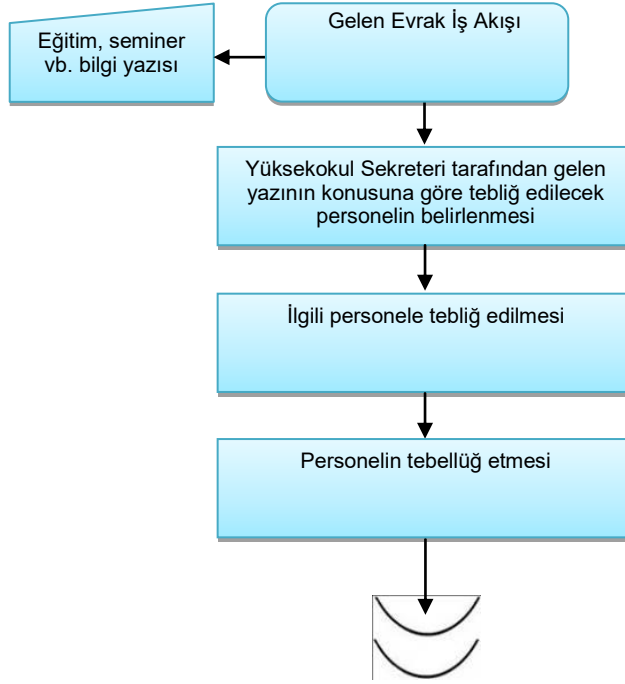 Eğitim, seminer
vb. bilgi yazısı
Gelen Evrak İş Akışı
Yüksekokul Sekreteri tarafından gelen
yazının konusuna göre tebliğ edilecek
personelin belirlenmesi
İlgili personele tebliğ edilmesi
Personelin tebellüğ etmesi